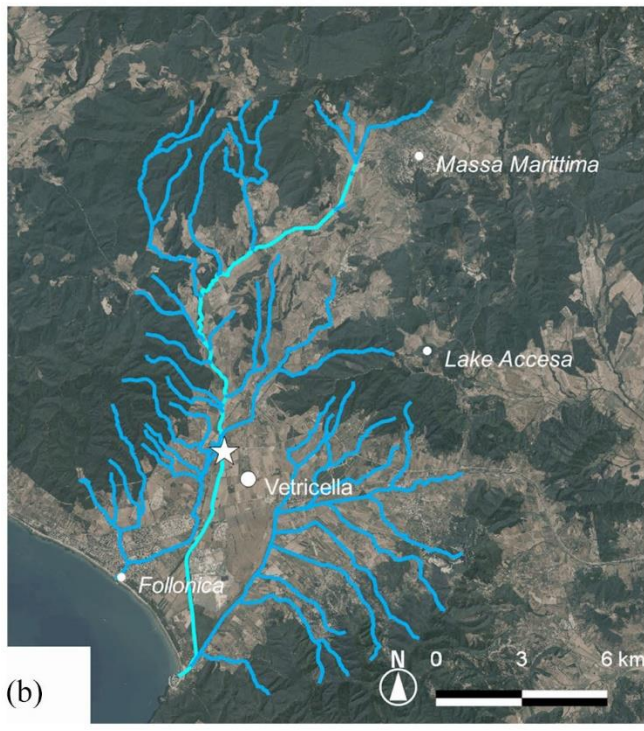 Massa Marittima
Lake Accesa
Vetricella
Follonica
N
0 3 6 km
(b)